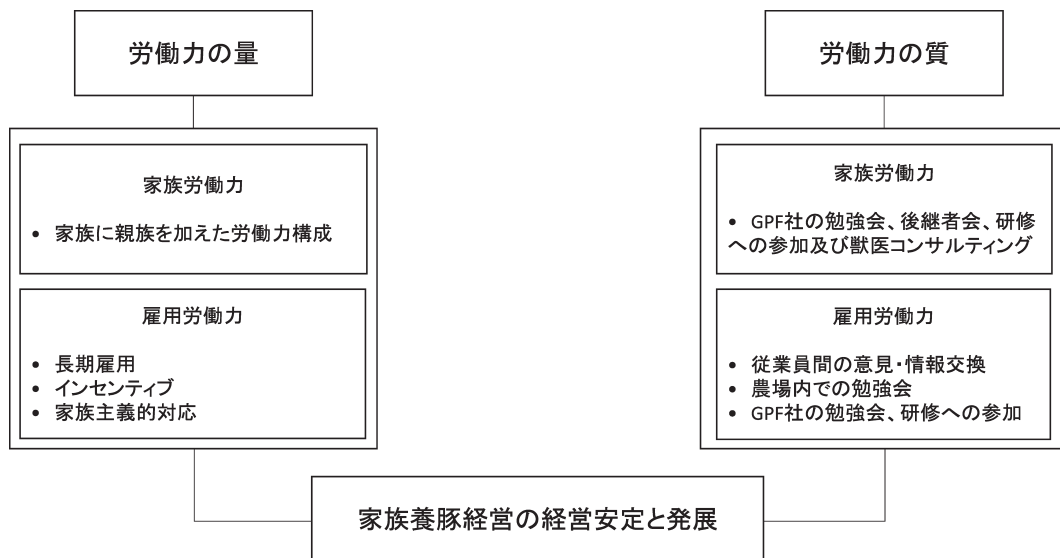 労働力の量
家族労働力
• 家族に親族を加えた労働力構成
雇用労働力
• 長期雇用
• インセンティブ
• 家族主義的対応
労働力の質
家族労働力
• GPF社の勉強会、後継者会、研修
への参加及び獣医コンサルティング
雇用労働力
• 従業員間の意見・情報交換
• 農場内での勉強会
• GPF社の勉強会、研修への参加
家族養豚経営の経営安定と発展